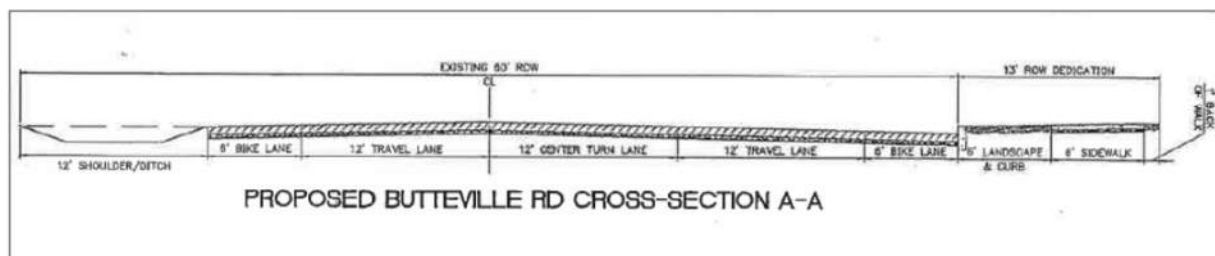 EXISTING 60' ROW
13' ROW DEDICATION
CL
1' BACK
OF WALK
12' SHOULDER/DITCH
6' BIKE LANE
12' TRAVEL LANE
12' CENTER TURN LANE
12' TRAVEL LANE
6' BIKE LANE
6' LANDSCAPE
& CURB
6' SIDEWALK
PROPOSED BUTTEVILLE RD CROSS-SECTION A-A